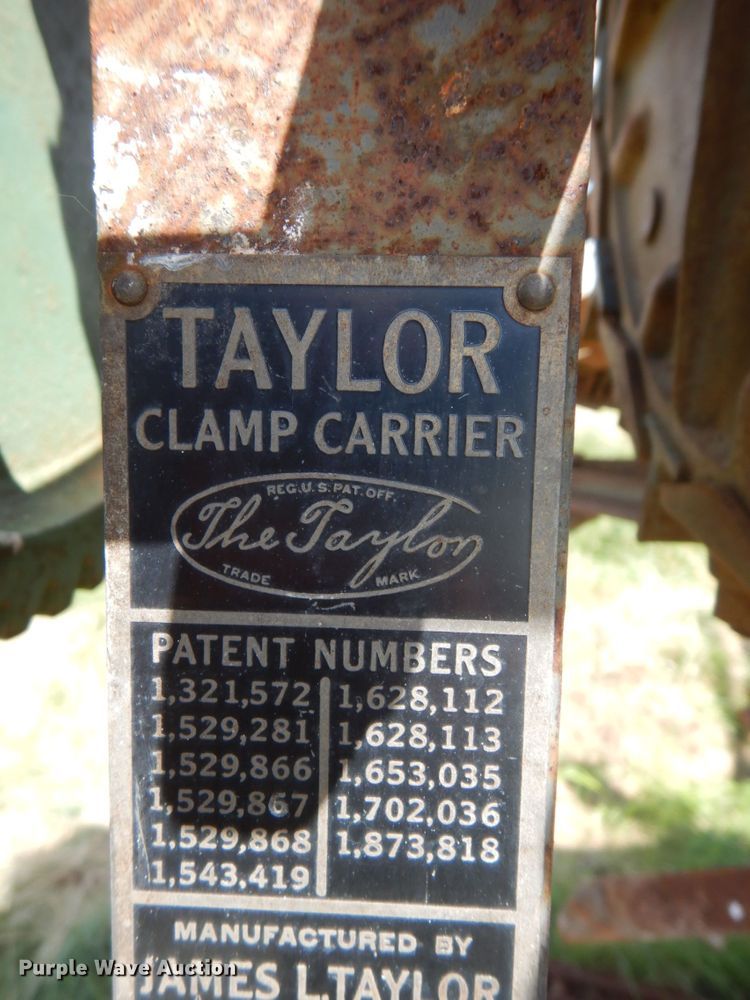 TAYLOR
CLAMP CARRIER
REG. U.S. PAT. OFF.
The Taylor
TRADE MARK
PATENT NUMBERS
1,321,572 1,628,112
1,529,281 1,628,113
1,529,866 1,653,035
1,529,867 1,702,036
1,529,868 1,873,818
1,543,419
MANUFACTURED BY
JAMES L. TAYLOR
Purple Wave Auction